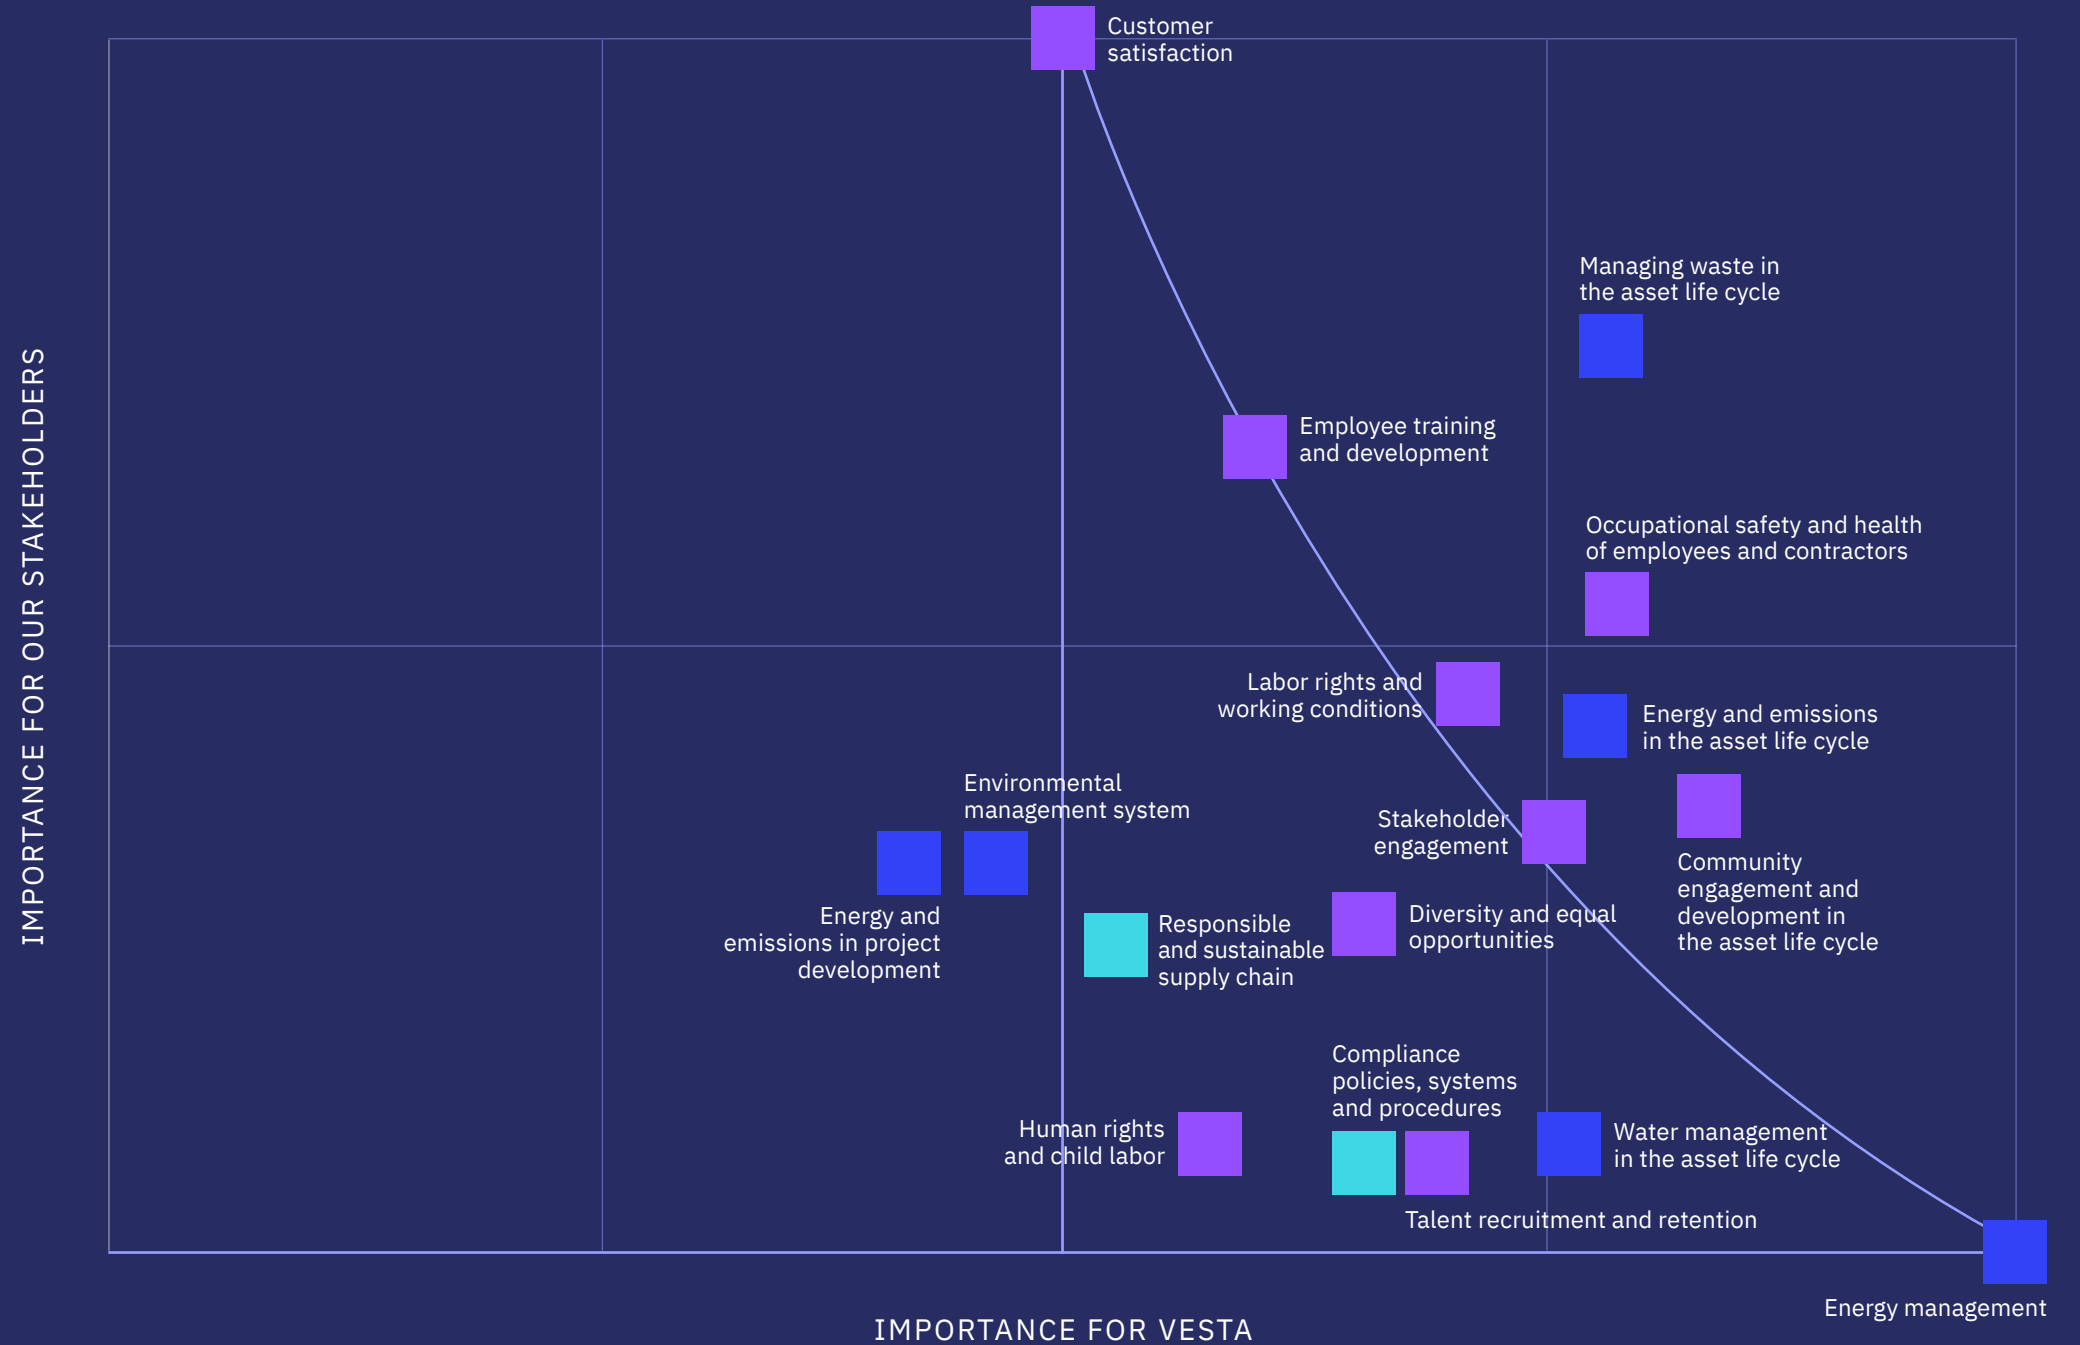 Customer
satisfaction
Managing waste in
the asset life cycle
Employee training
and development
Occupational safety and health
of employees and contractors
IMPORTANCE FOR OUR STAKEHOLDERS
Labor rights and
working conditions
Energy and emissions
in the asset life cycle
Environmental
management system
Stakeholder
engagement
Community
engagement and
development in
the asset life cycle
Energy and
emissions in project
development
Responsible
and sustainable
supply chain
Diversity and equal
opportunities
Compliance
policies, systems
and procedures
Human rights
and child labor
Water management
in the asset life cycle
Talent recruitment and retention
Energy management
IMPORTANCE FOR VESTA